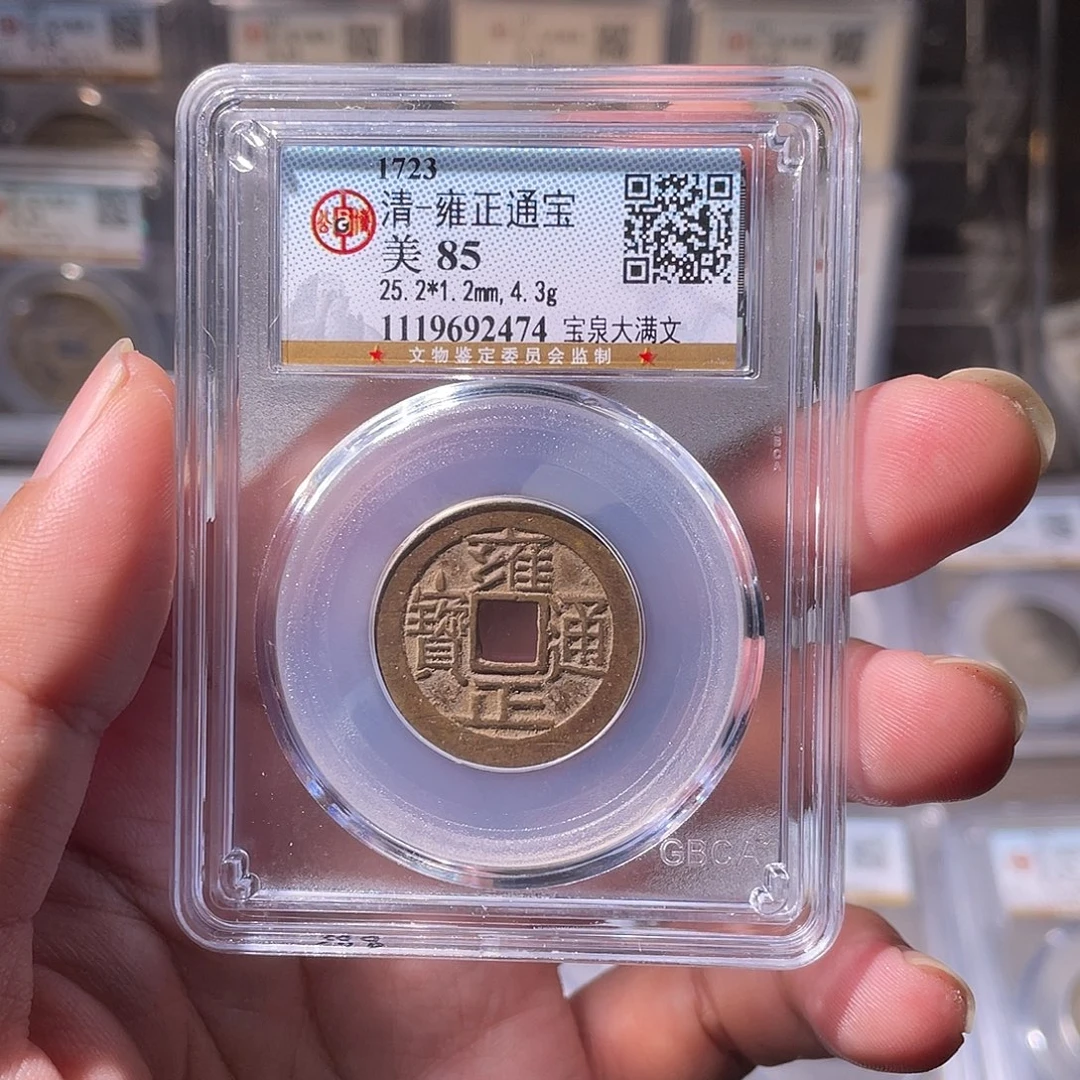 1723
清-雍正通宝
美 85
25.2*1.2mm,4.3g
1119692474 宝泉大满文
★ 文物鉴定委员会监制 ★
GBCA
雍
寶 通
正
GBCA